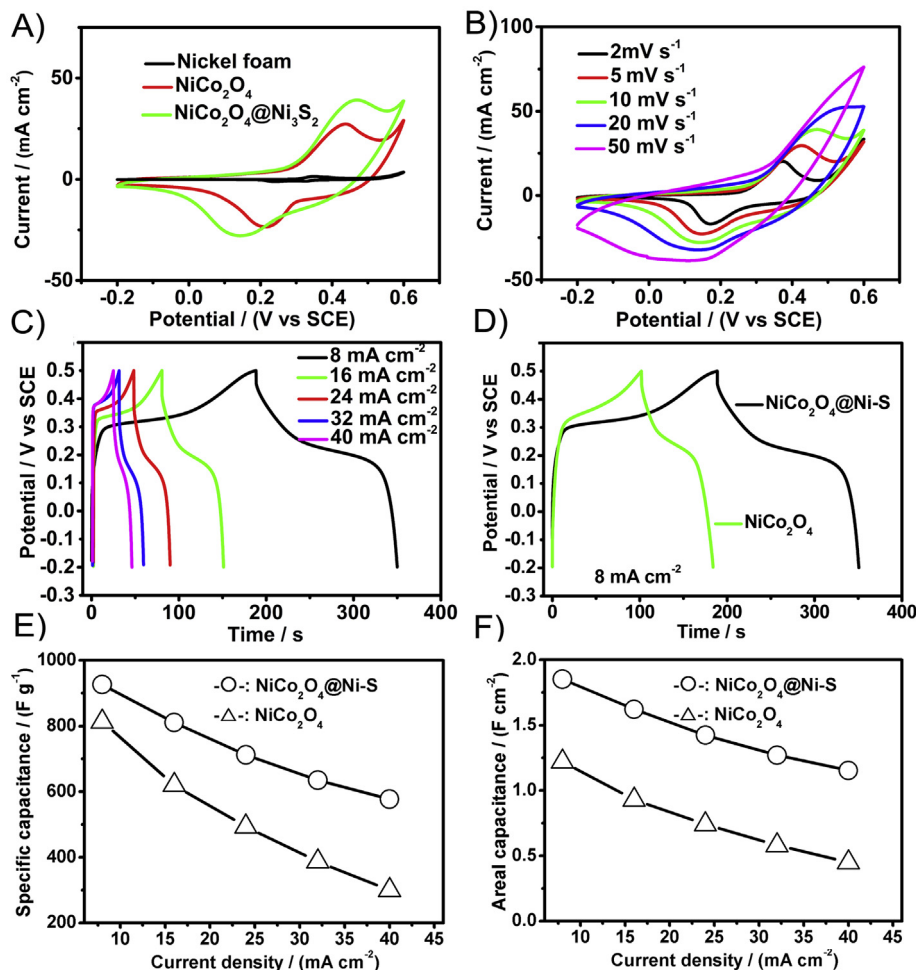 A)
50
25
0
-25
-50
Current / (mA cm⁻²)
Nickel foam
NiCo₂O₄
NiCo₂O₄@Ni₃S₂
-0.2 0.0 0.2 0.4 0.6
Potential / (V vs SCE)
B)
100
50
0
-50
Current / (mA cm⁻²)
2mV s⁻¹
5 mV s⁻¹
10 mV s⁻¹
20 mV s⁻¹
50 mV s⁻¹
-0.2 0.0 0.2 0.4 0.6
Potential / (V vs SCE)
C)
0.5
0.4
0.3
0.2
0.1
0.0
-0.1
-0.2
-0.3
Potential / V vs SCE
8 mA cm⁻²
16 mA cm⁻²
24 mA cm⁻²
32 mA cm⁻²
40 mA cm⁻²
0 100 200 300 400
Time / s
D)
0.5
0.4
0.3
0.2
0.1
0.0
-0.1
-0.2
-0.3
Potential / V vs SCE
NiCo₂O₄@Ni-S
NiCo₂O₄
8 mA cm⁻²
0 100 200 300 400
Time / s
E)
1000
800
600
400
200
Specific capacitance / (F g⁻¹)
-○-: NiCo₂O₄@Ni-S
-△-: NiCo₂O₄
10 15 20 25 30 35 40 45
Current density / (mA cm⁻²)
F)
2.0
1.5
1.0
0.5
0.0
Areal capacitance / (F cm⁻²)
-○-: NiCo₂O₄@Ni-S
-△-: NiCo₂O₄
10 15 20 25 30 35 40 45
Current density / (mA cm⁻²)